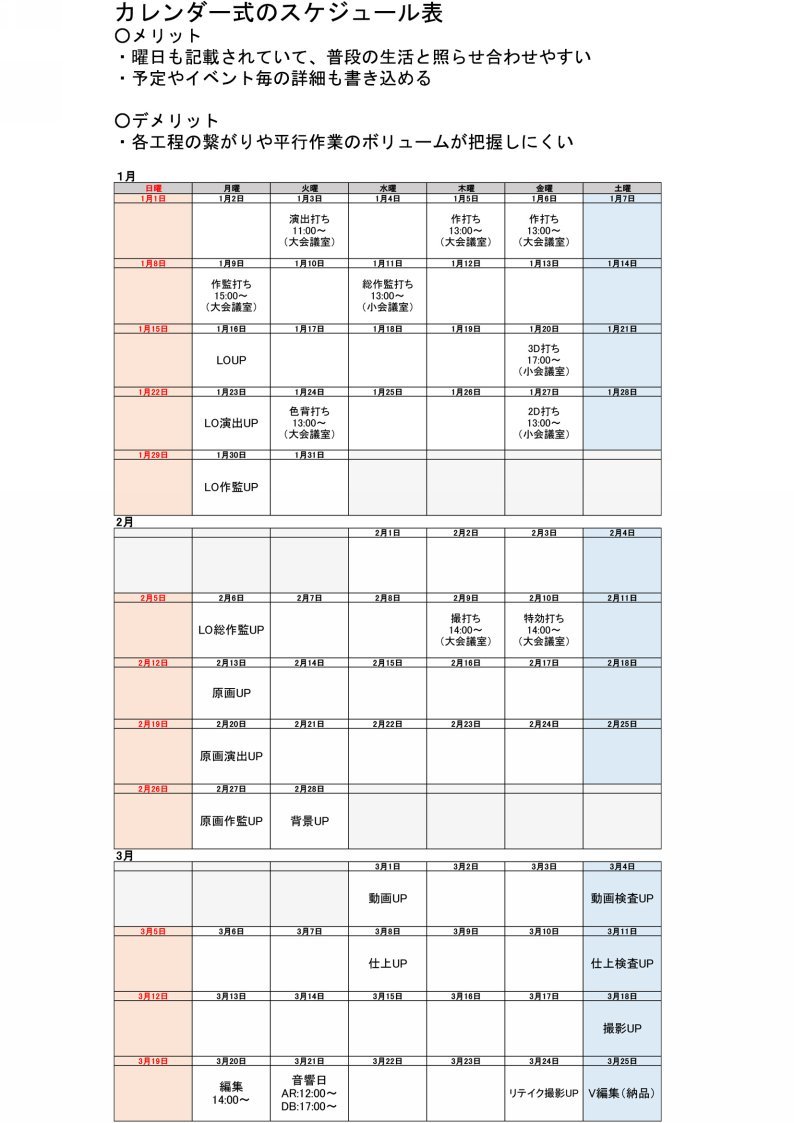 カレンダー式のスケジュール表
〇メリット
・曜日も記載されていて、普段の生活と照らせ合わせやすい
・予定やイベント毎の詳細も書き込める
〇デメリット
・各工程の繋がりや平行作業のボリュームが把握しにくい
1月
日曜 月曜 火曜 水曜 木曜 金曜 土曜
1月1日 1月2日 1月3日 1月4日 1月5日 1月6日 1月7日
演出打ち 作打ち 作打ち
11:00～ 13:00～ 13:00～
（大会議室） （大会議室） （大会議室）
1月8日 1月9日 1月10日 1月11日 1月12日 1月13日 1月14日
作監打ち 総作監打ち
15:00～ 13:00～
（大会議室） （小会議室）
1月15日 1月16日 1月17日 1月18日 1月19日 1月20日 1月21日
LOUP
3D打ち
17:00～
（小会議室）
1月22日 1月23日 1月24日 1月25日 1月26日 1月27日 1月28日
LO演出UP
色背打ち 2D打ち
13:00～ 13:00～
（大会議室） （小会議室）
1月29日 1月30日 1月31日
LO作監UP
2月
2月1日 2月2日 2月3日 2月4日
2月5日 2月6日 2月7日 2月8日 2月9日 2月10日 2月11日
LO総作監UP
撮打ち 特効打ち
14:00～ 14:00～
（大会議室） （大会議室）
2月12日 2月13日 2月14日 2月15日 2月16日 2月17日 2月18日
原画UP
2月19日 2月20日 2月21日 2月22日 2月23日 2月24日 2月25日
原画演出UP
2月26日 2月27日 2月28日
原画作監UP 背景UP
3月
3月1日 3月2日 3月3日 3月4日
動画UP 動画検査UP
3月5日 3月6日 3月7日 3月8日 3月9日 3月10日 3月11日
仕上UP 仕上検査UP
3月12日 3月13日 3月14日 3月15日 3月16日 3月17日 3月18日
撮影UP
3月19日 3月20日 3月21日 3月22日 3月23日 3月24日 3月25日
編集
14:00～
音響日
AR:12:00～
DB:17:00～
リテイク撮影UP V編集（納品）